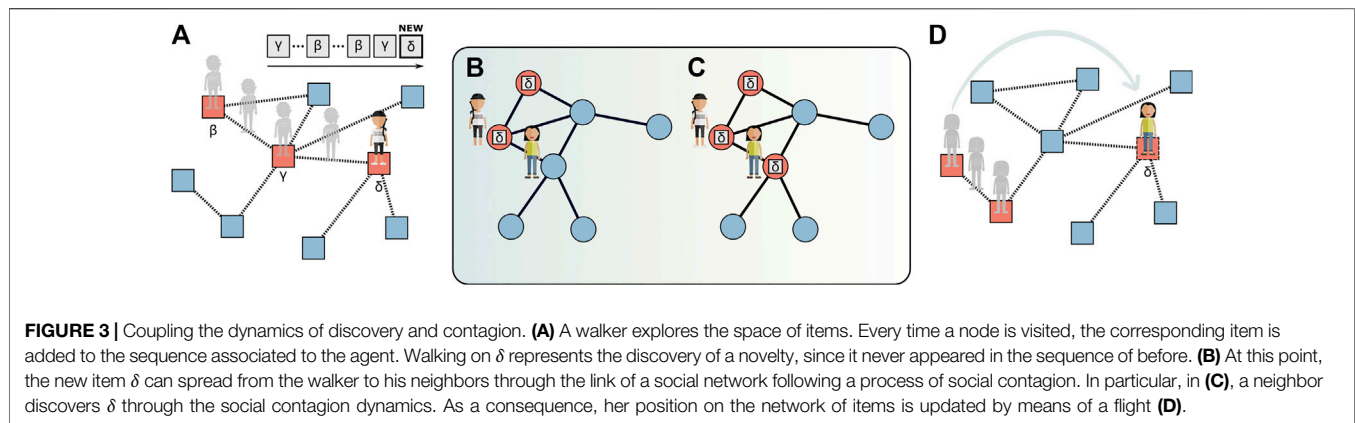 A
NEW
γ ··· β ··· β γ δ
β
γ
δ
B
δ
δ
C
δ
δ
δ
D
δ
FIGURE 3 | Coupling the dynamics of discovery and contagion. (A) A walker explores the space of items. Every time a node is visited, the corresponding item is
added to the sequence associated to the agent. Walking on δ represents the discovery of a novelty, since it never appeared in the sequence of before. (B) At this point,
the new item δ can spread from the walker to his neighbors through the link of a social network following a process of social contagion. In particular, in (C), a neighbor
discovers δ through the social contagion dynamics. As a consequence, her position on the network of items is updated by means of a flight (D).